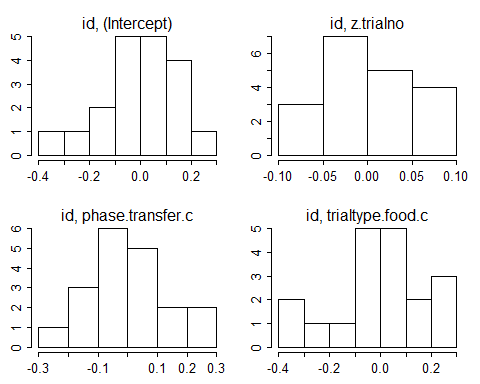 id, (Intercept)
0 1 2 3 4 5
-0.4 -0.2 0.0 0.2
id, z.trialno
0 2 4 6
-0.10 -0.05 0.00 0.05 0.10
id, phase.transfer.c
0 1 2 3 4 5 6
-0.3 -0.1 0.1 0.2 0.3
id, trialtype.food.c
0 1 2 3 4 5
-0.4 -0.2 0.0 0.2